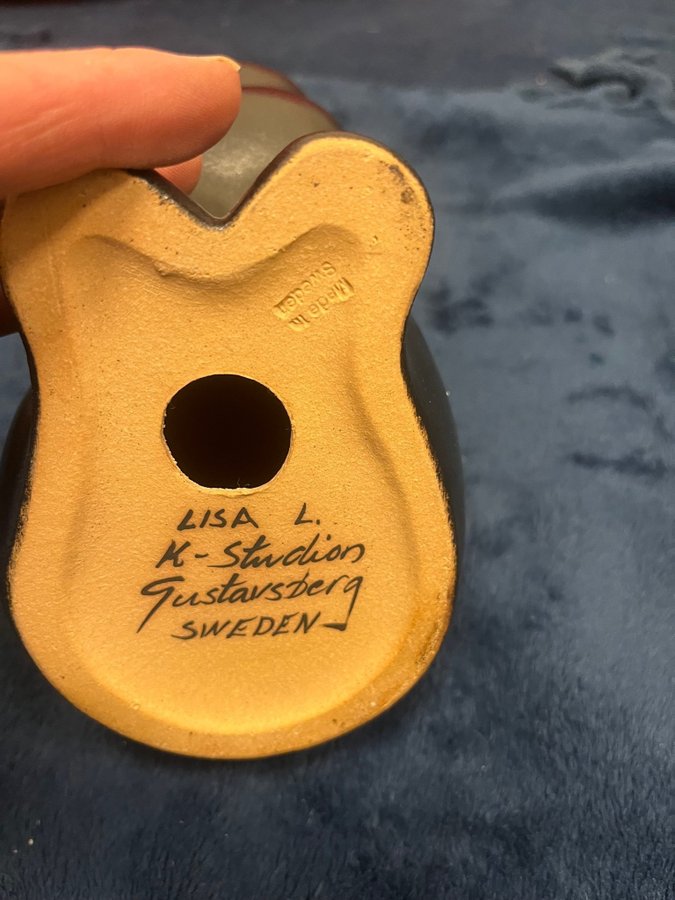 Made in
Sweden
LISA L.
K-Studion
Gustavsberg
SWEDEN